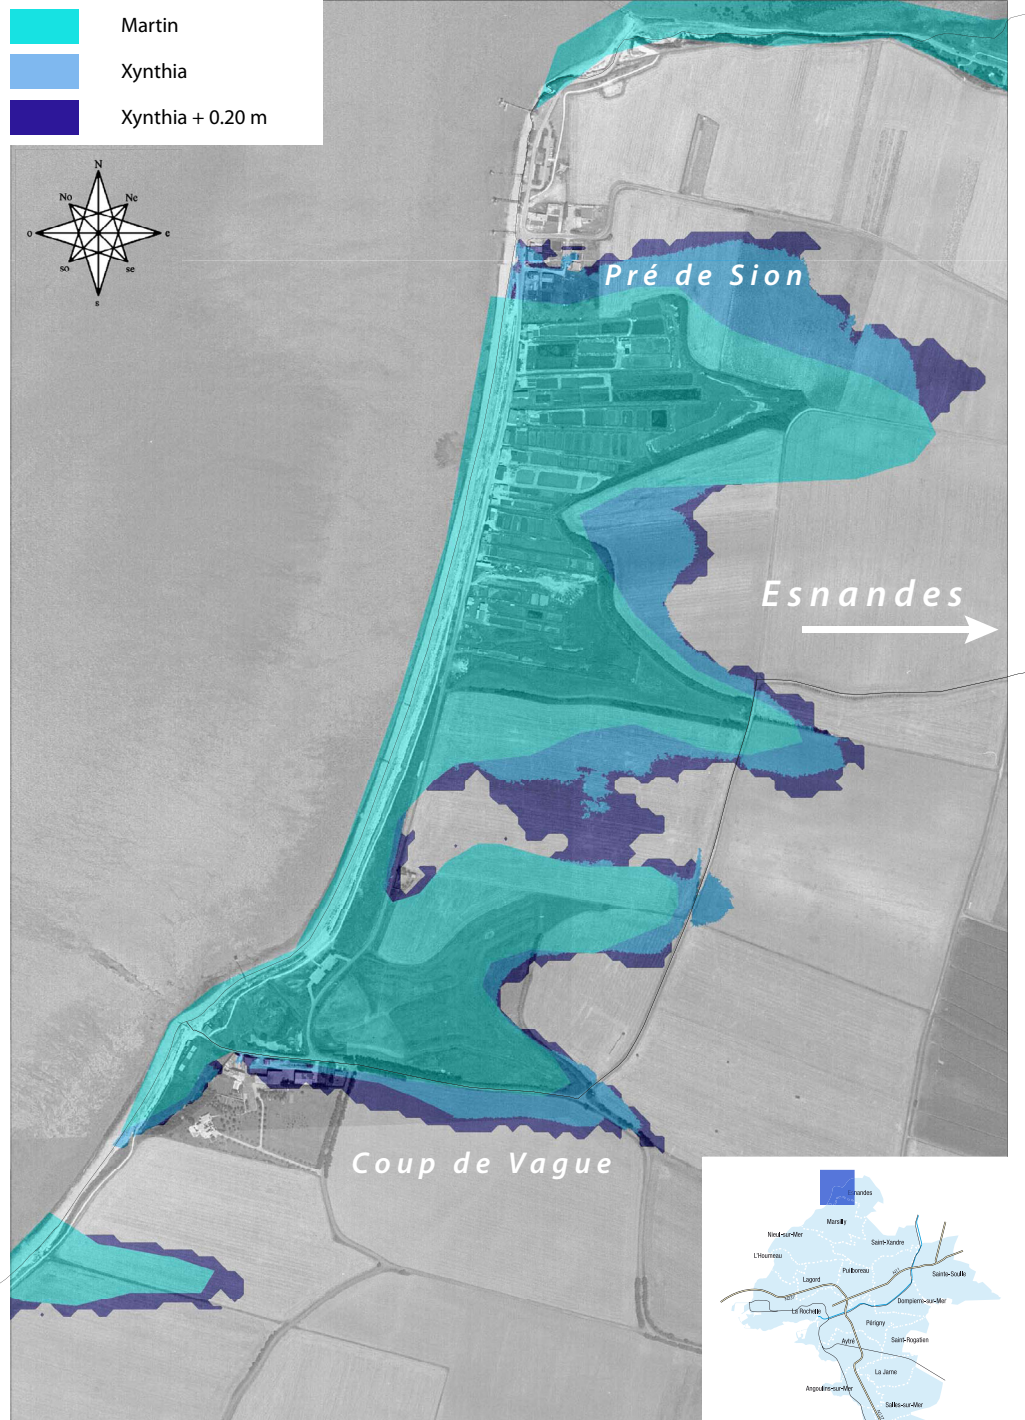 Martin
Xynthia
Xynthia + 0.20 m
N
No
Ne
o
e
so
se
s
Pré de Sion
Esnandes
Coup de Vague
Esnandes
Marsilly
Nieul-sur-Mer
Saint-Xandre
L'Houmeau
Puilboreau
Sainte-Soulle
Lagord
Dompierre-sur-Mer
La Rochelle
Périgny
Aytré
Saint-Rogatien
La Jarne
Angoulins-sur-Mer
Salles-sur-Mer